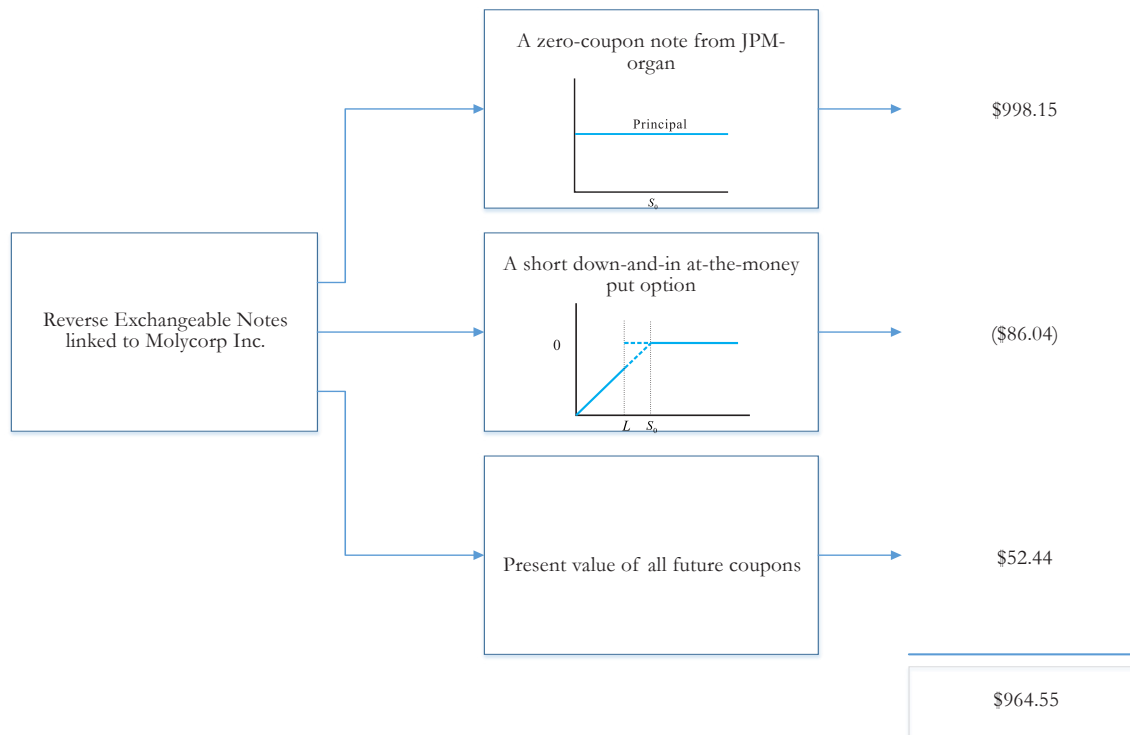 A zero-coupon note from JPM-
organ
Principal
S₀
$998.15
Reverse Exchangeable Notes
linked to Molycorp Inc.
A short down-and-in at-the-money
put option
0
L S₀
($86.04)
Present value of all future coupons
$52.44
$964.55